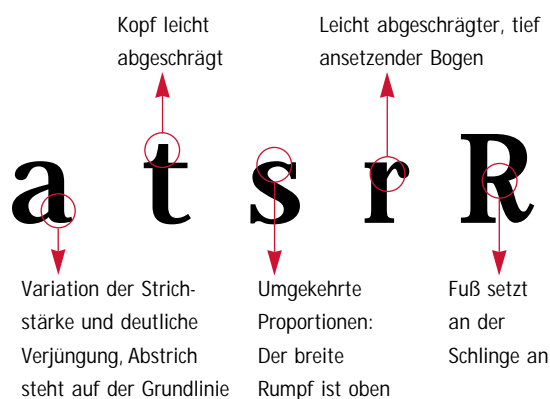 Kopf leicht
abgeschrägt
Leicht abgeschrägter, tief
ansetzender Bogen
a t s r R
Variation der Strich-
stärke und deutliche
Verjüngung, Abstrich
steht auf der Grundlinie
Umgekehrte
Proportionen:
Der breite
Rumpf ist oben
Fuß setzt
an der
Schlinge an